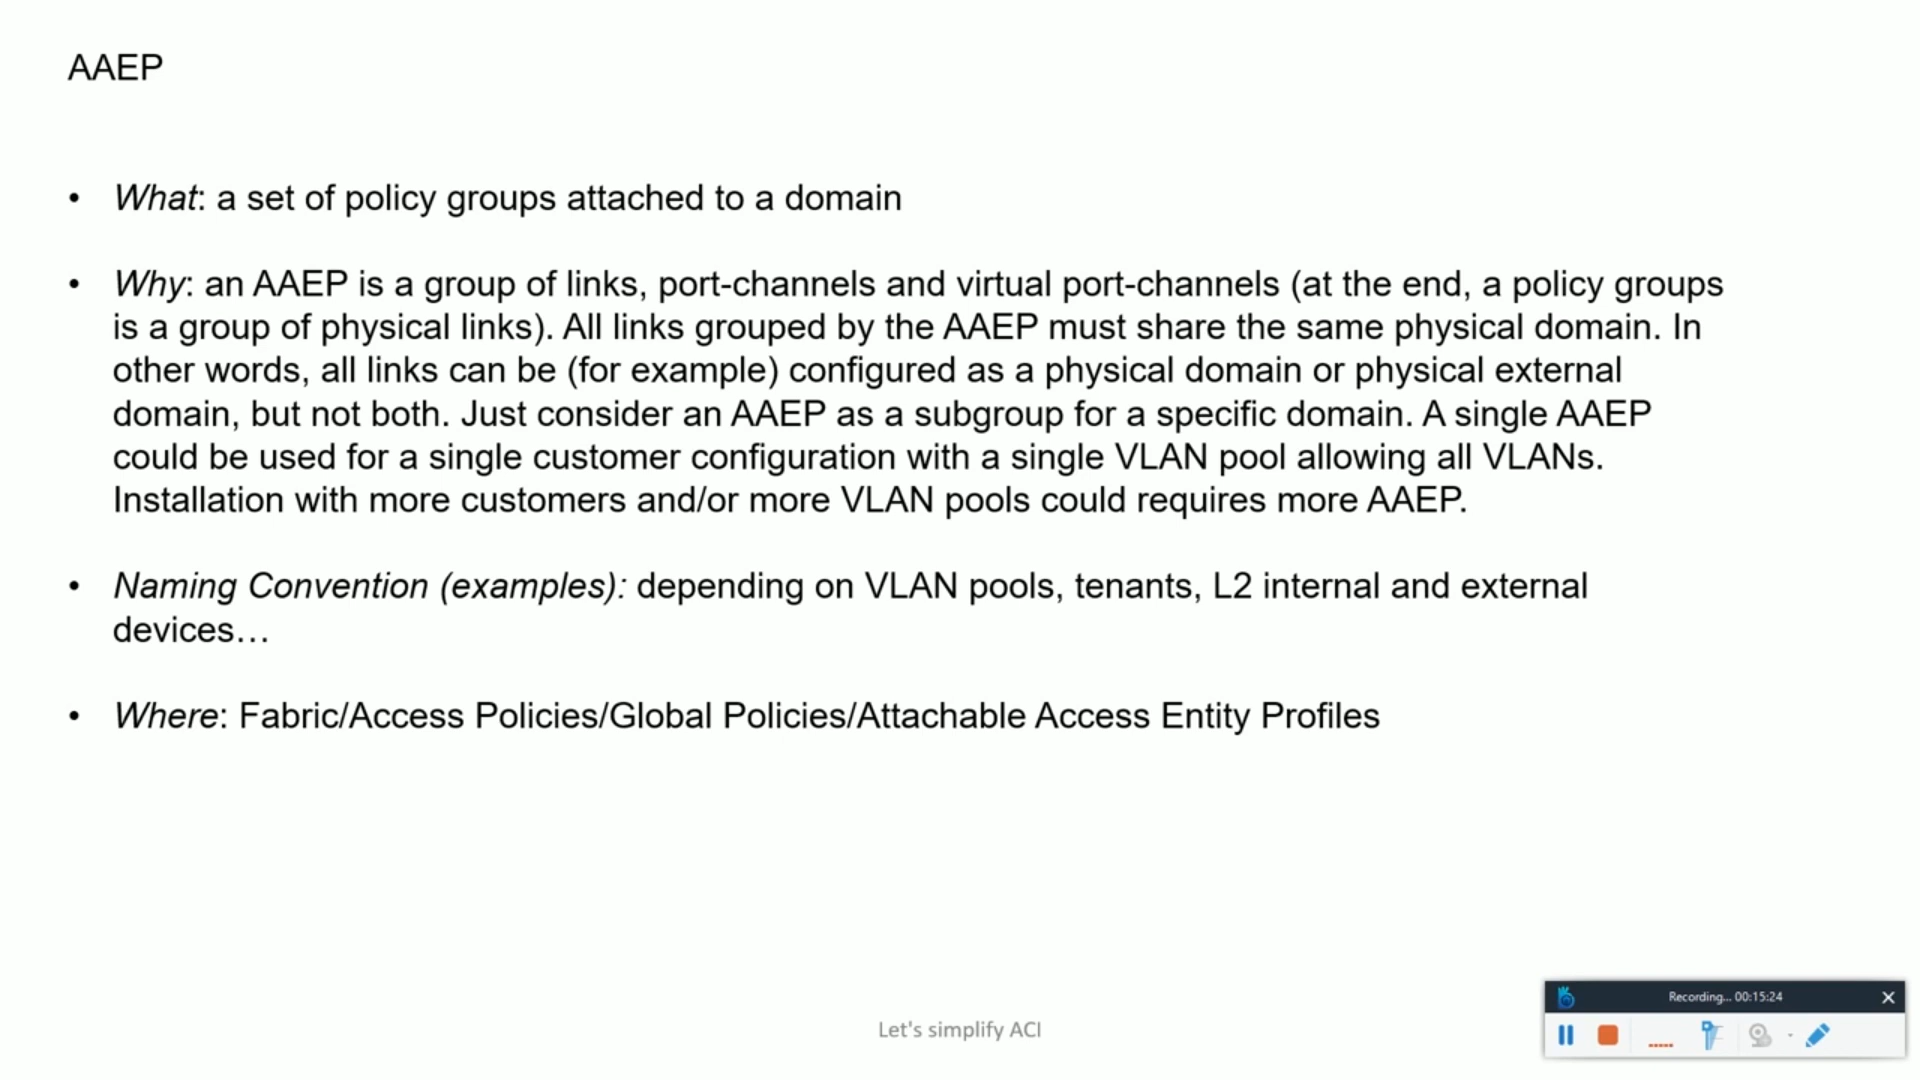 AAEP
• What: a set of policy groups attached to a domain
• Why: an AAEP is a group of links, port-channels and virtual port-channels (at the end, a policy groups
is a group of physical links). All links grouped by the AAEP must share the same physical domain. In
other words, all links can be (for example) configured as a physical domain or physical external
domain, but not both. Just consider an AAEP as a subgroup for a specific domain. A single AAEP
could be used for a single customer configuration with a single VLAN pool allowing all VLANs.
Installation with more customers and/or more VLAN pools could requires more AAEP.
• Naming Convention (examples): depending on VLAN pools, tenants, L2 internal and external
devices…
• Where: Fabric/Access Policies/Global Policies/Attachable Access Entity Profiles
Let's simplify ACI
Recording... 00:15:24